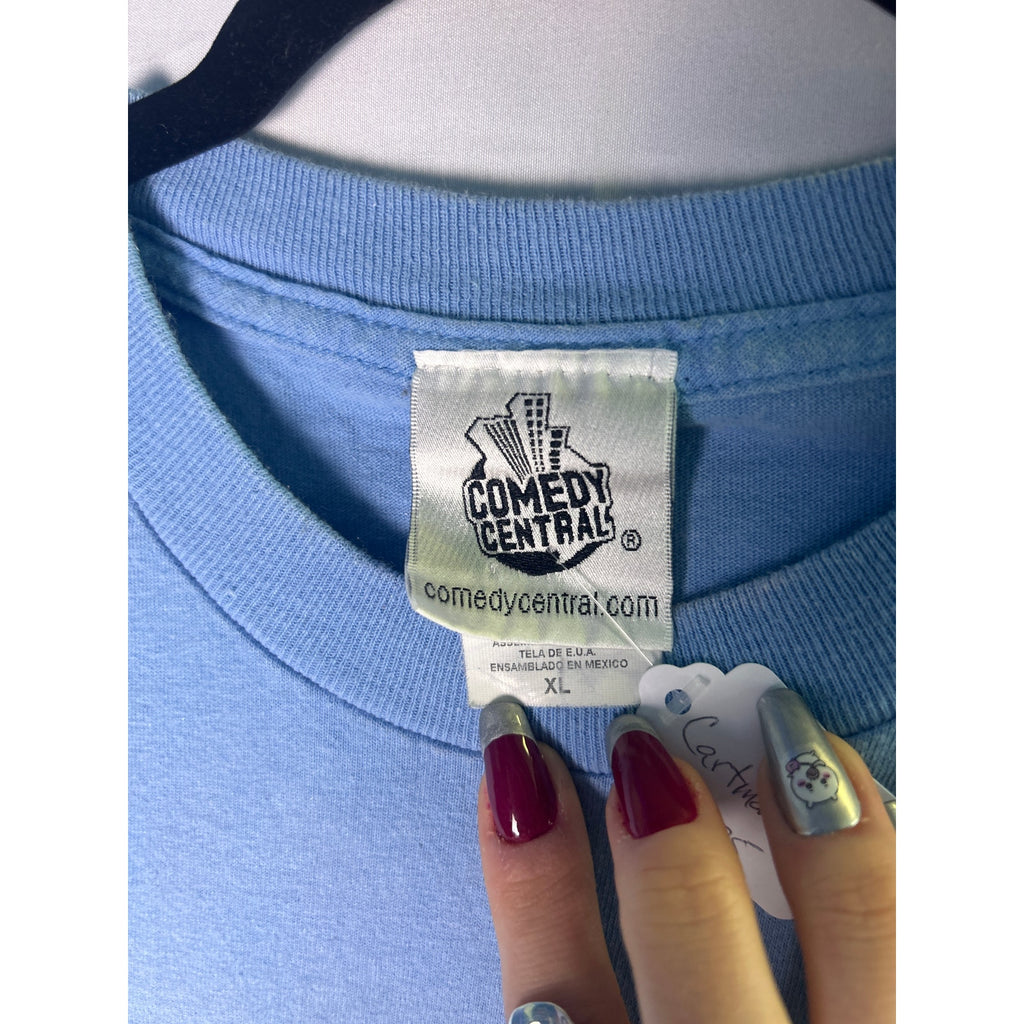 COMEDY
CENTRAL
®
comedycentral.com
TELA DE E.U.A.
ENSAMBLADO EN MEXICO
XL